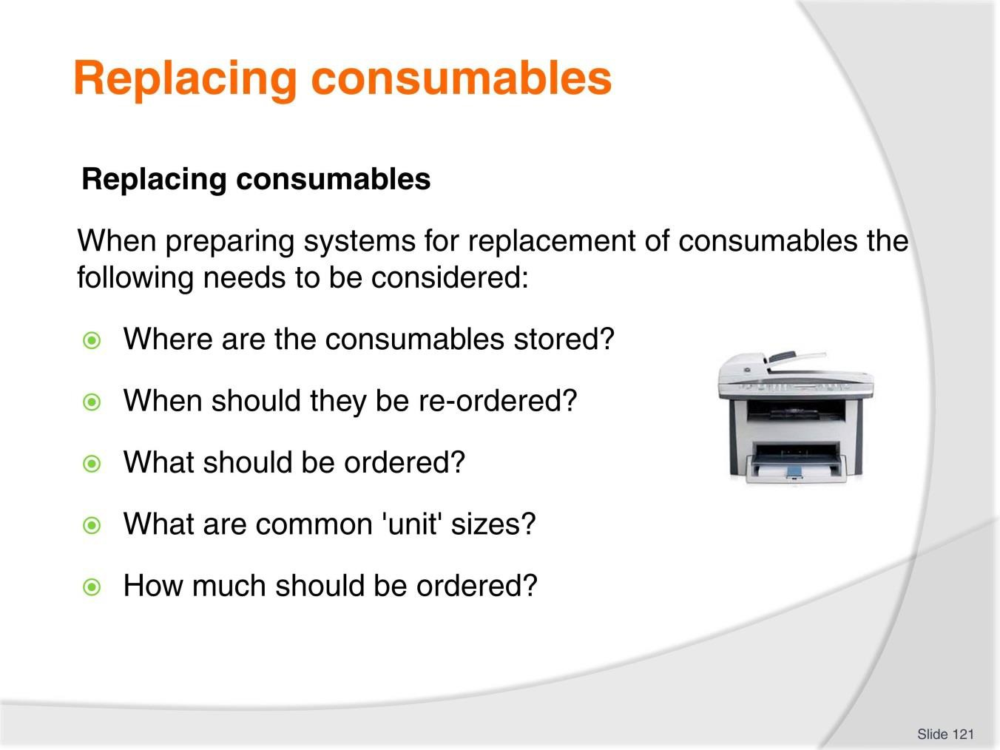 Replacing consumables
Replacing consumables
When preparing systems for replacement of consumables the
following needs to be considered:
Where are the consumables stored?
When should they be re-ordered?
What should be ordered?
What are common 'unit' sizes?
How much should be ordered?
Slide 121